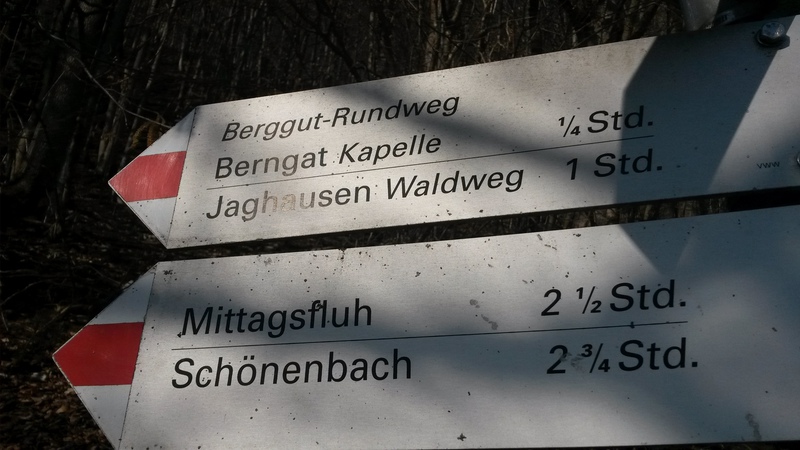 Berggut-Rundweg
Berngat Kapelle ¼ Std.
Jaghausen Waldweg 1 Std.
Mittagsfluh 2 ½ Std.
Schönenbach 2 ¾ Std.